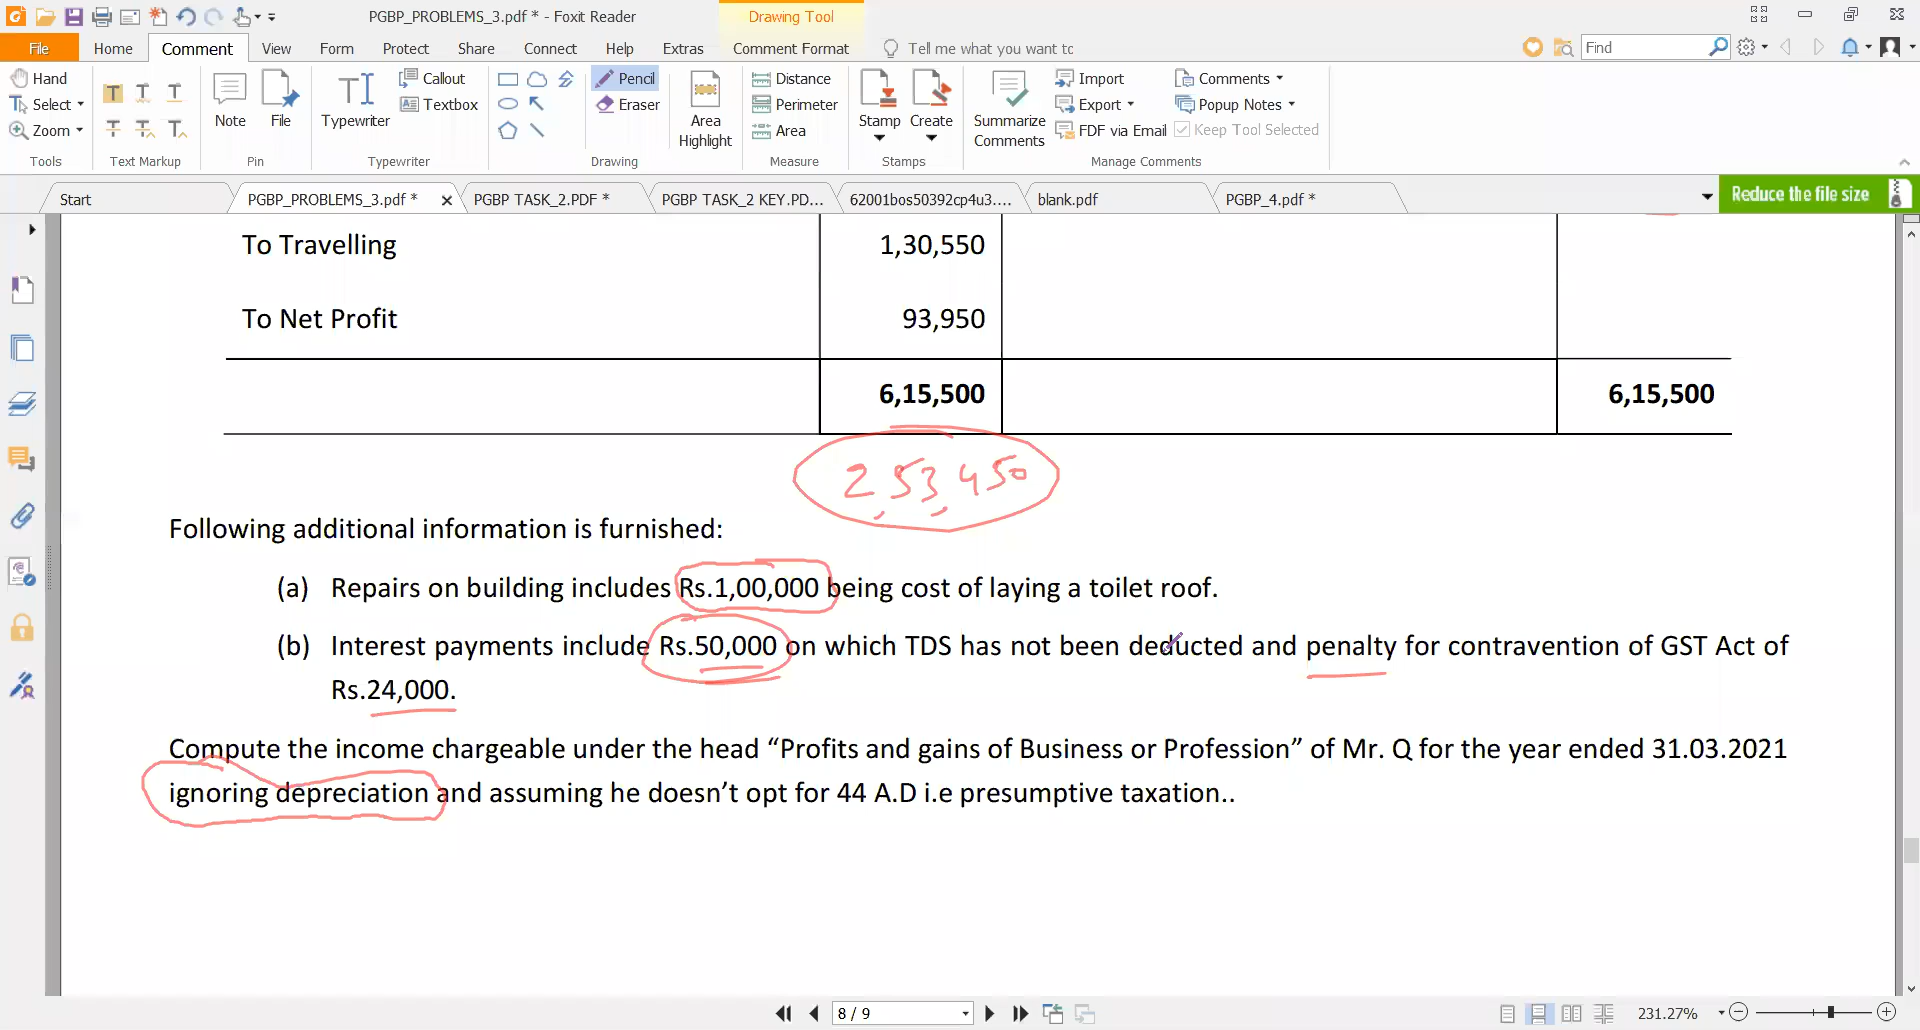 PGBP_PROBLEMS_3.pdf * - Foxit Reader
Drawing Tool
File Home Comment View Form Protect Share Connect Help Extras Comment Format Tell me what you want to Find
Hand
Select
Zoom
Tools
Text Markup
Note
File
Pin
Typewriter
Callout
Textbox
Typewriter
Pencil
Eraser
Drawing
Area
Highlight
Distance
Perimeter
Area
Measure
Stamp
Create
Stamps
Summarize
Comments
Import
Export
FDF via Email
Comments
Popup Notes
Keep Tool Selected
Manage Comments
Start PGBP_PROBLEMS_3.pdf * PGBP TASK_2.PDF * PGBP TASK_2 KEY.PD... 62001bos50392cp4u3.... blank.pdf PGBP_4.pdf * Reduce the file size
To Travelling 1,30,550
To Net Profit 93,950
6,15,500 6,15,500
2,53,450
Following additional information is furnished:
(a) Repairs on building includes Rs.1,00,000 being cost of laying a toilet roof.
(b) Interest payments include Rs.50,000 on which TDS has not been deducted and penalty for contravention of GST Act of
Rs.24,000.
Compute the income chargeable under the head “Profits and gains of Business or Profession” of Mr. Q for the year ended 31.03.2021
ignoring depreciation and assuming he doesn’t opt for 44 A.D i.e presumptive taxation..
8 / 9 231.27%